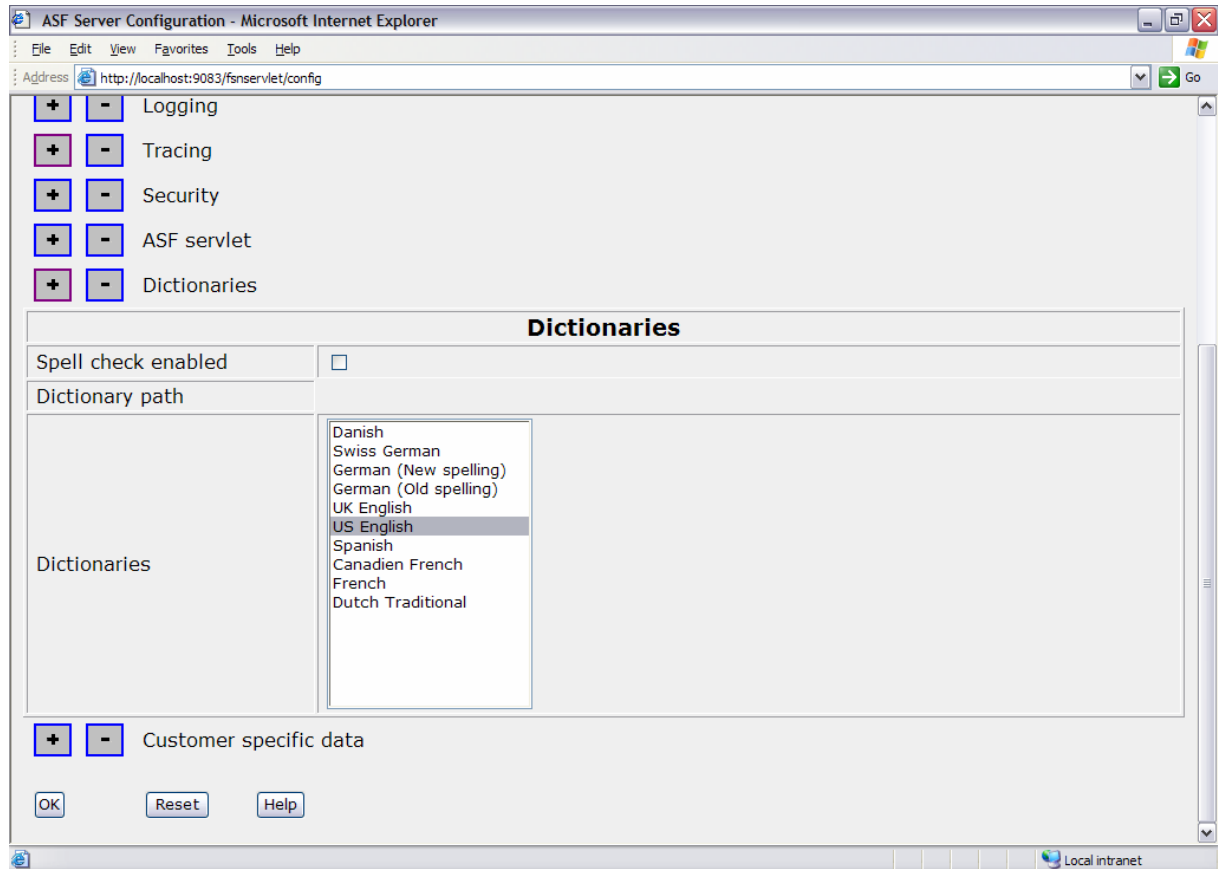 ASF Server Configuration - Microsoft Internet Explorer
File Edit View Favorites Tools Help
Address http://localhost:9083/fsnservlet/config Go
+ - Logging
+ - Tracing
+ - Security
+ - ASF servlet
+ - Dictionaries
Dictionaries
Spell check enabled
Dictionary path
Dictionaries
Danish
Swiss German
German (New spelling)
German (Old spelling)
UK English
US English
Spanish
Canadien French
French
Dutch Traditional
+ - Customer specific data
OK Reset Help
Local intranet